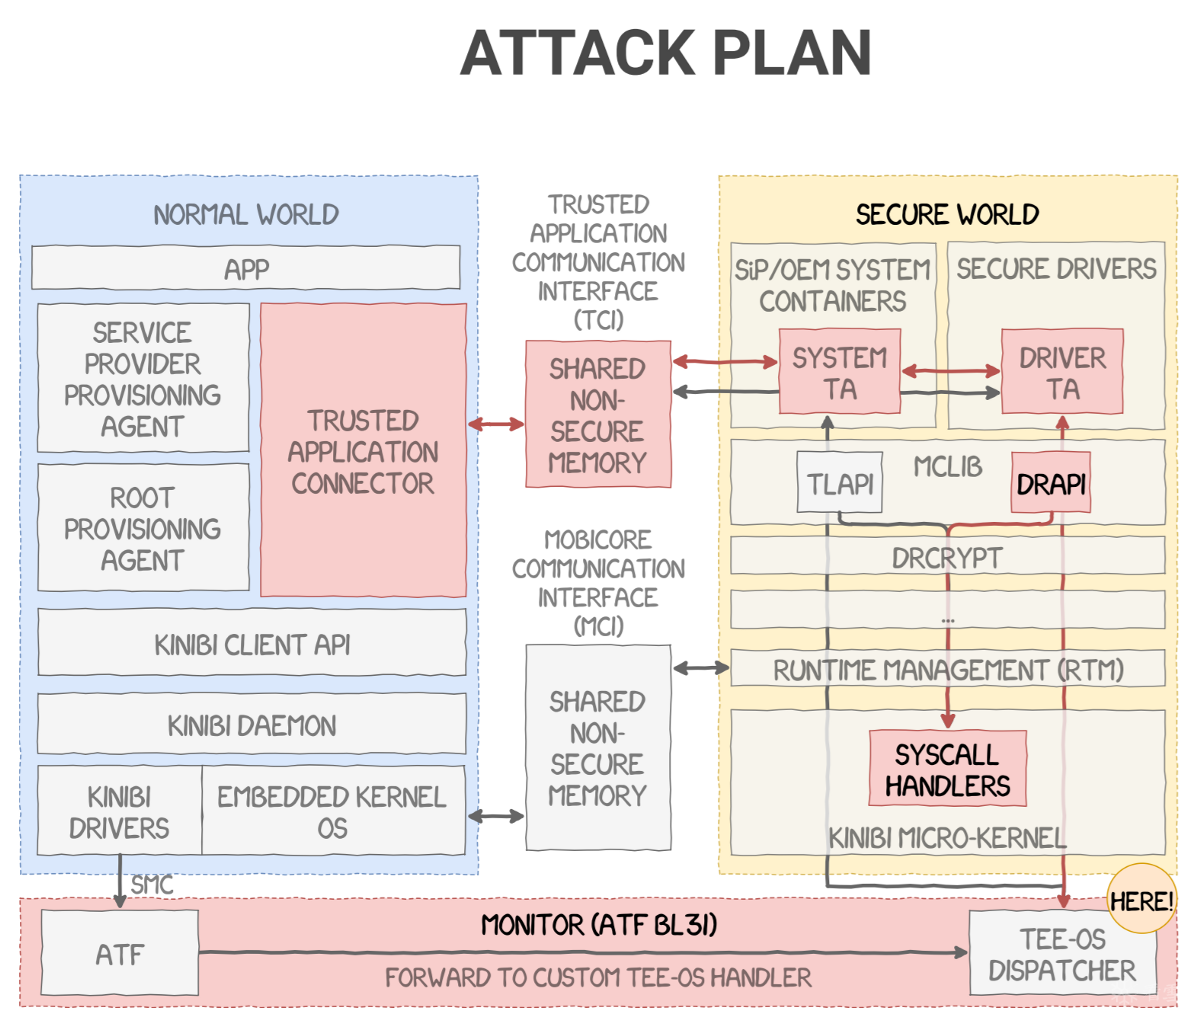 ATTACK PLAN
NORMAL WORLD
APP
SERVICE
PROVIDER
PROVISIONING
AGENT
ROOT
PROVISIONING
AGENT
TRUSTED
APPLICATION
CONNECTOR
KINIBI CLIENT API
KINIBI DAEMON
KINIBI
DRIVERS
EMBEDDED KERNEL
OS
SMC
TRUSTED
APPLICATION
COMMUNICATION
INTERFACE
(TCI)
SHARED
NON-
SECURE
MEMORY
MOBICORE
COMMUNICATION
INTERFACE
(MCI)
SHARED
NON-
SECURE
MEMORY
SECURE WORLD
SiP/OEM SYSTEM
CONTAINERS
SECURE DRIVERS
SYSTEM
TA
DRIVER
TA
TLAPI
MCLIB
DRAPI
DRCRYPT
...
RUNTIME MANAGEMENT (RTM)
SYSCALL
HANDLERS
KINIBI MICRO-KERNEL
HERE!
MONITOR (ATF BL31)
ATF
FORWARD TO CUSTOM TEE-OS HANDLER
TEE-OS
DISPATCHER